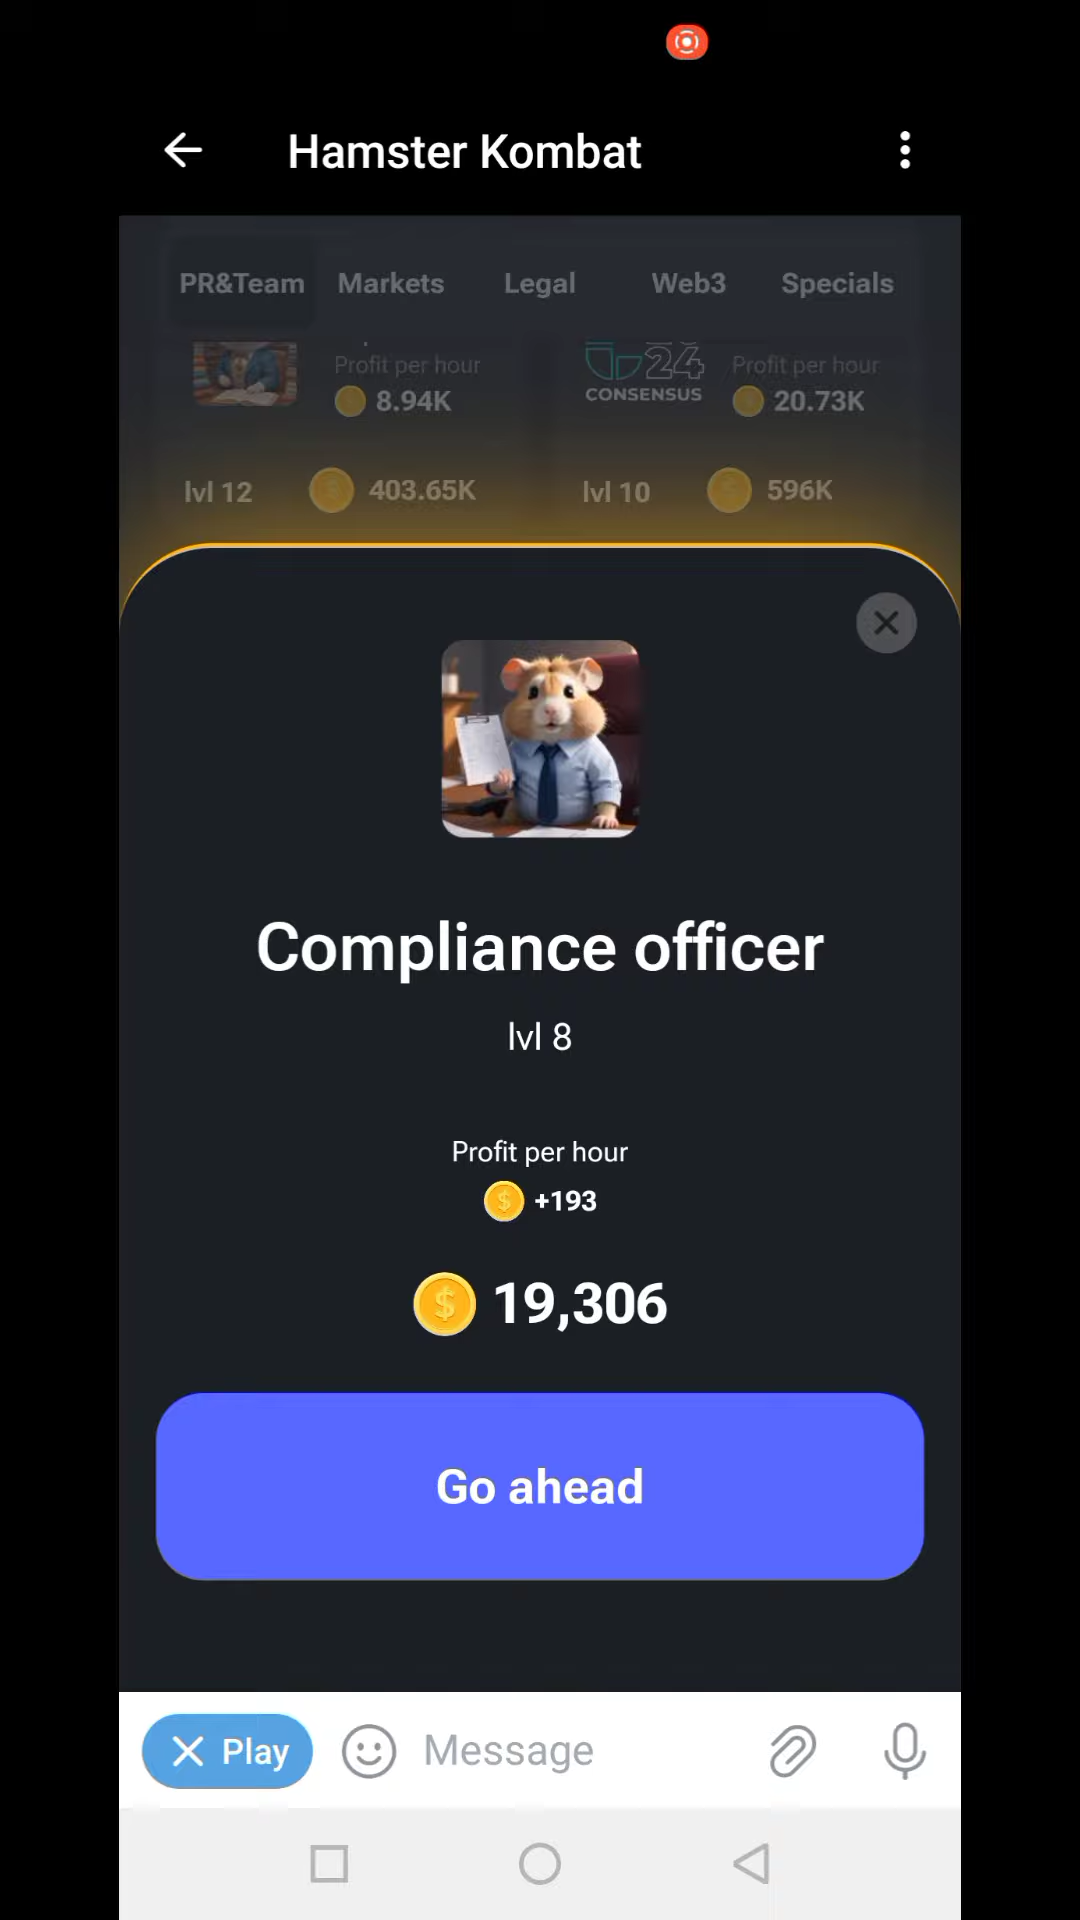 Hamster Kombat
PR&Team Markets Legal Web3 Specials
Profit per hour
8.94K
24
CONSENSUS
Profit per hour
20.73K
lvl 12 403.65K
lvl 10 596K
Compliance officer
lvl 8
Profit per hour
+193
19,306
Go ahead
Play Message